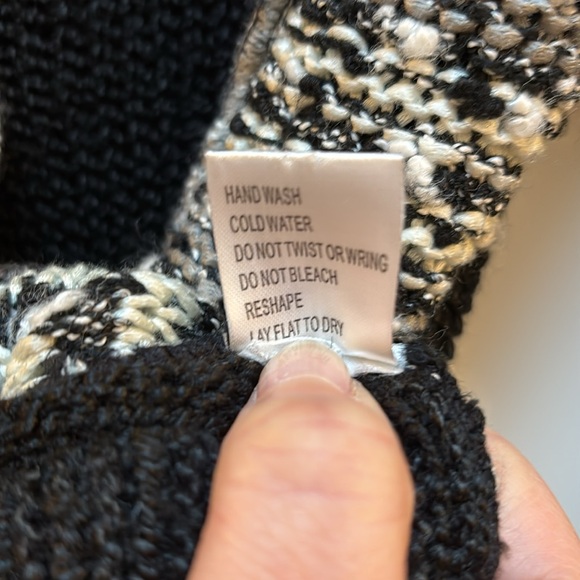 HAND WASH
COLD WATER
DO NOT TWIST OR WRING
DO NOT BLEACH
RESHAPE
LAY FLAT TO DRY